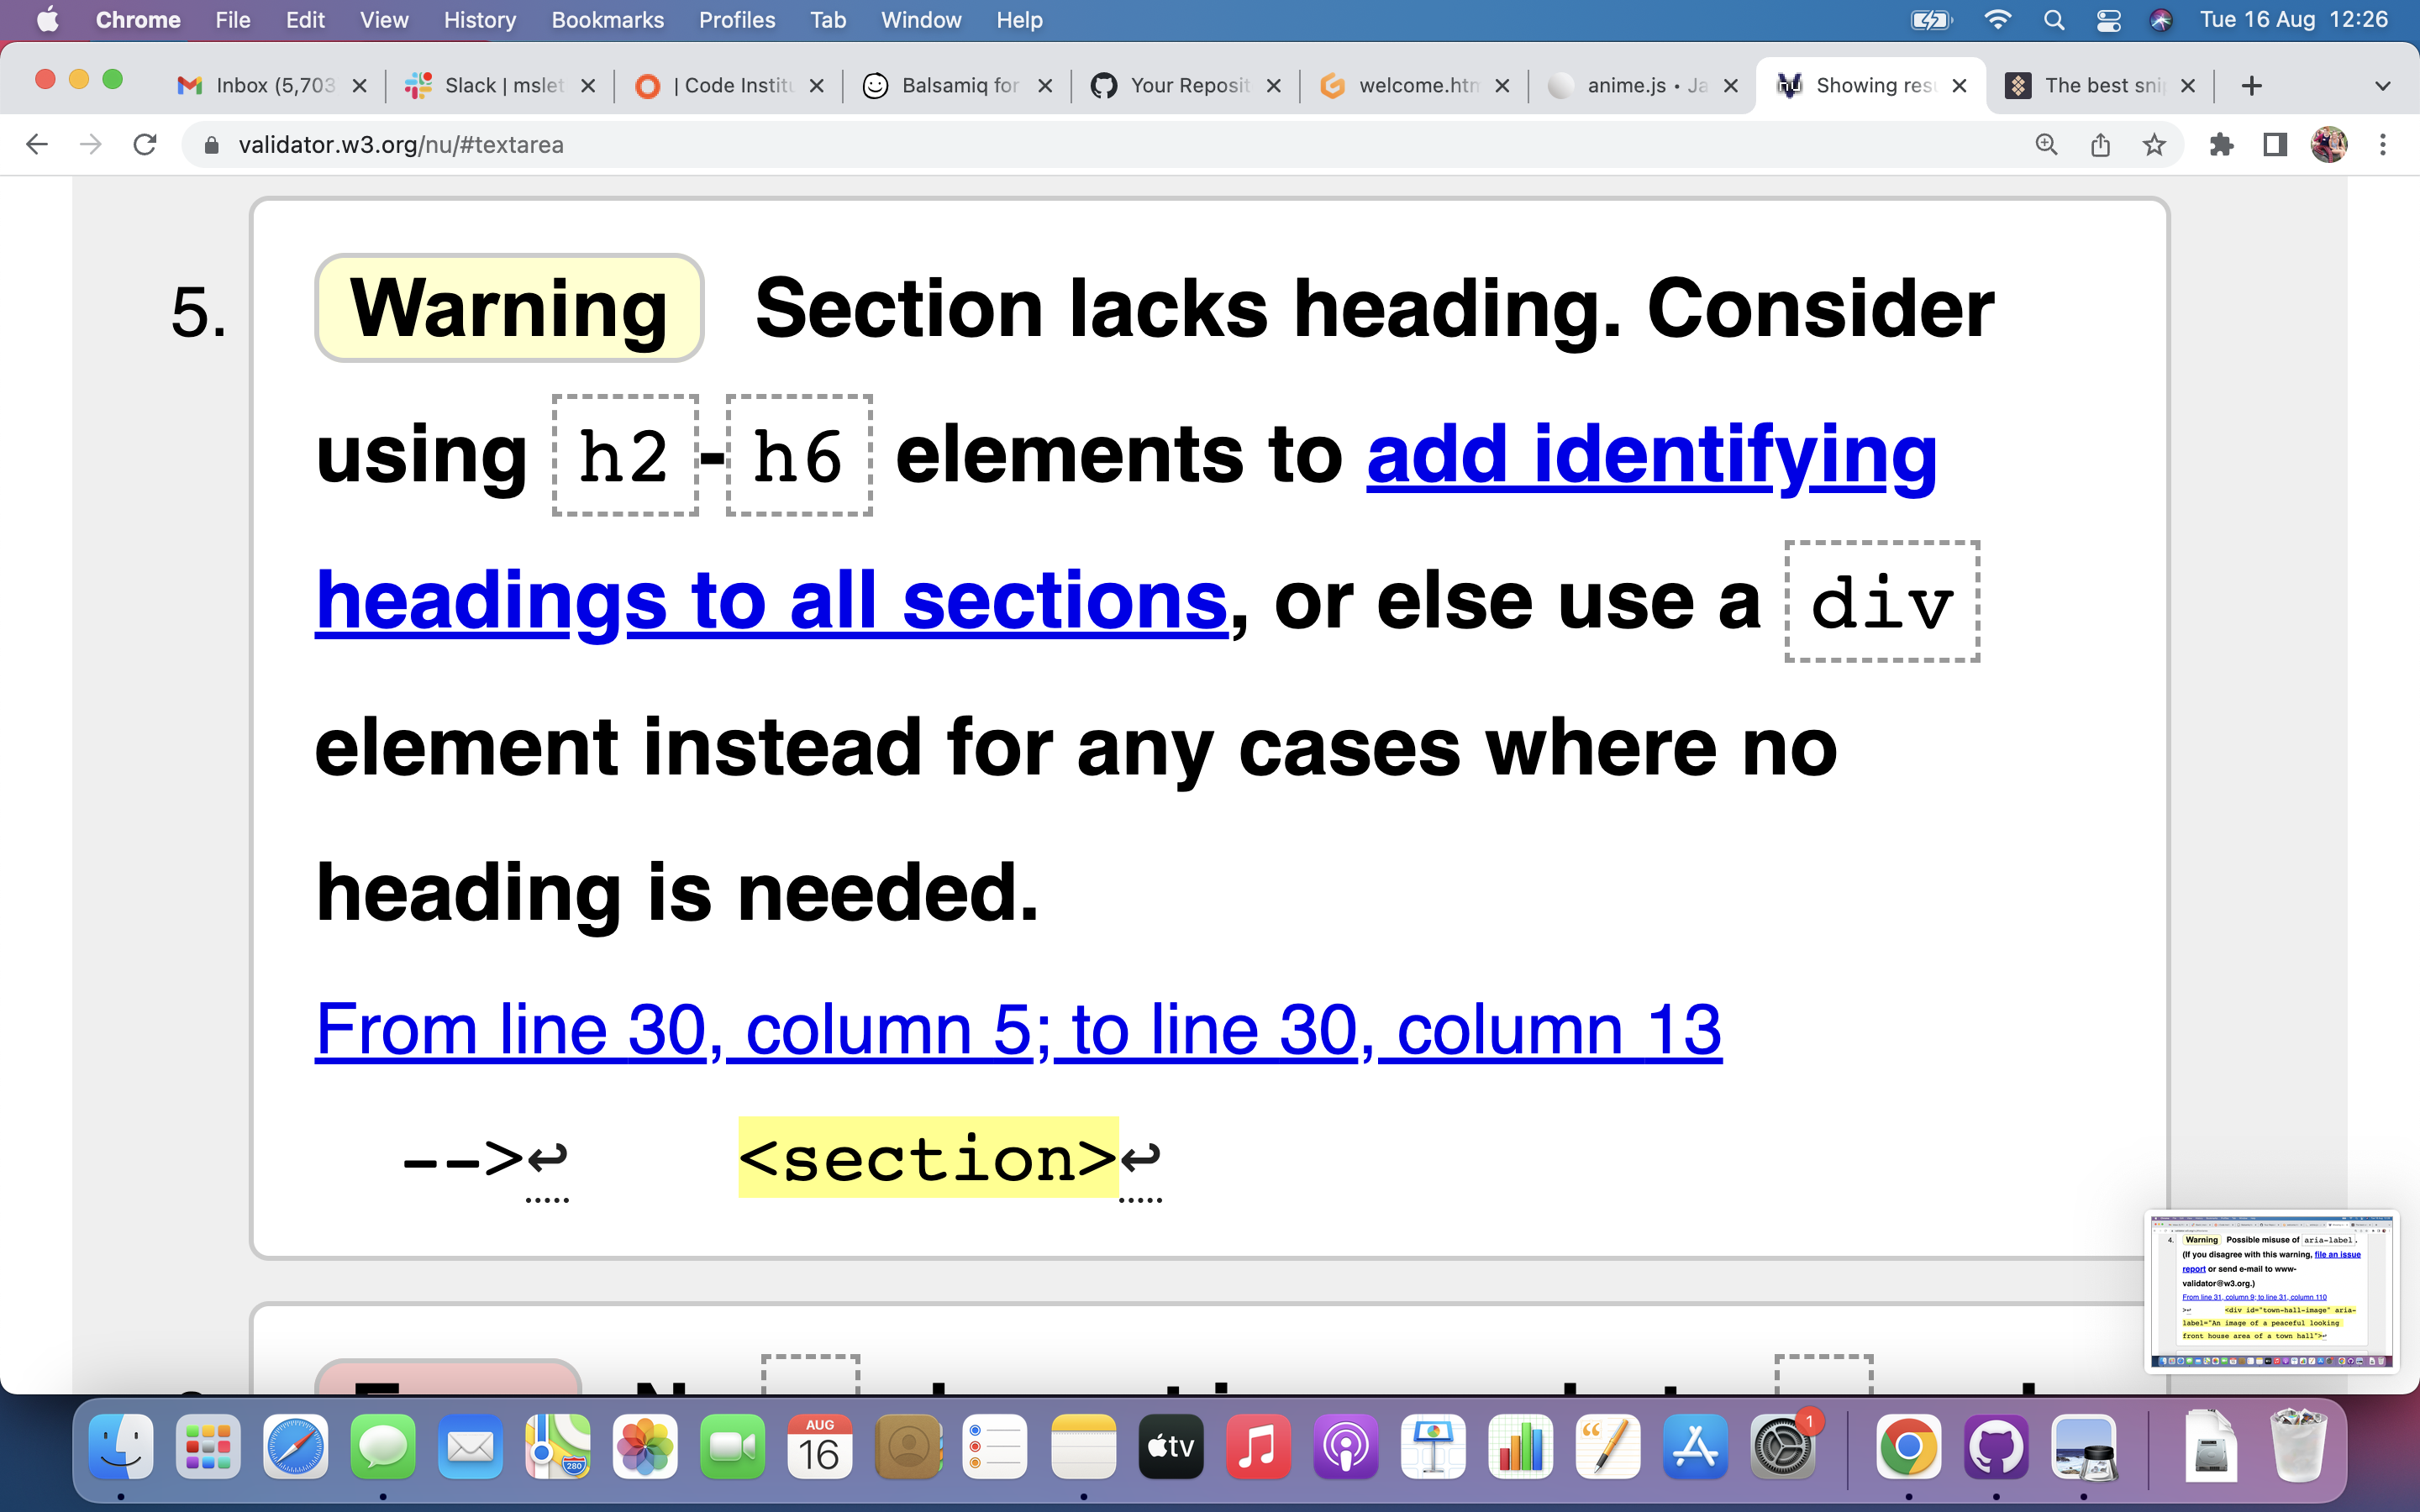 Chrome File Edit View History Bookmarks Profiles Tab Window Help Tue 16 Aug 12:26
Inbox (5,703 | Slack | mslet | | Code Institu | Balsamiq for | Your Reposit | welcome.htm | anime.js • Ja | Showing resu | The best snip
validator.w3.org/nu/#textarea
5. Warning Section lacks heading. Consider
using h2-h6 elements to add identifying
headings to all sections, or else use a div
element instead for any cases where no
heading is needed.
From line 30, column 5; to line 30, column 13
-->↩ <section>↩
4. Warning Possible misuse of aria-label.
(If you disagree with this warning, file an issue
report or send e-mail to www-
validator@w3.org.)
From line 31, column 9; to line 31, column 110
>↩ <div id="town-hall-image" aria-
label="An image of a peaceful looking
front house area of a town hall">↩
AUG
16
280
tv
1